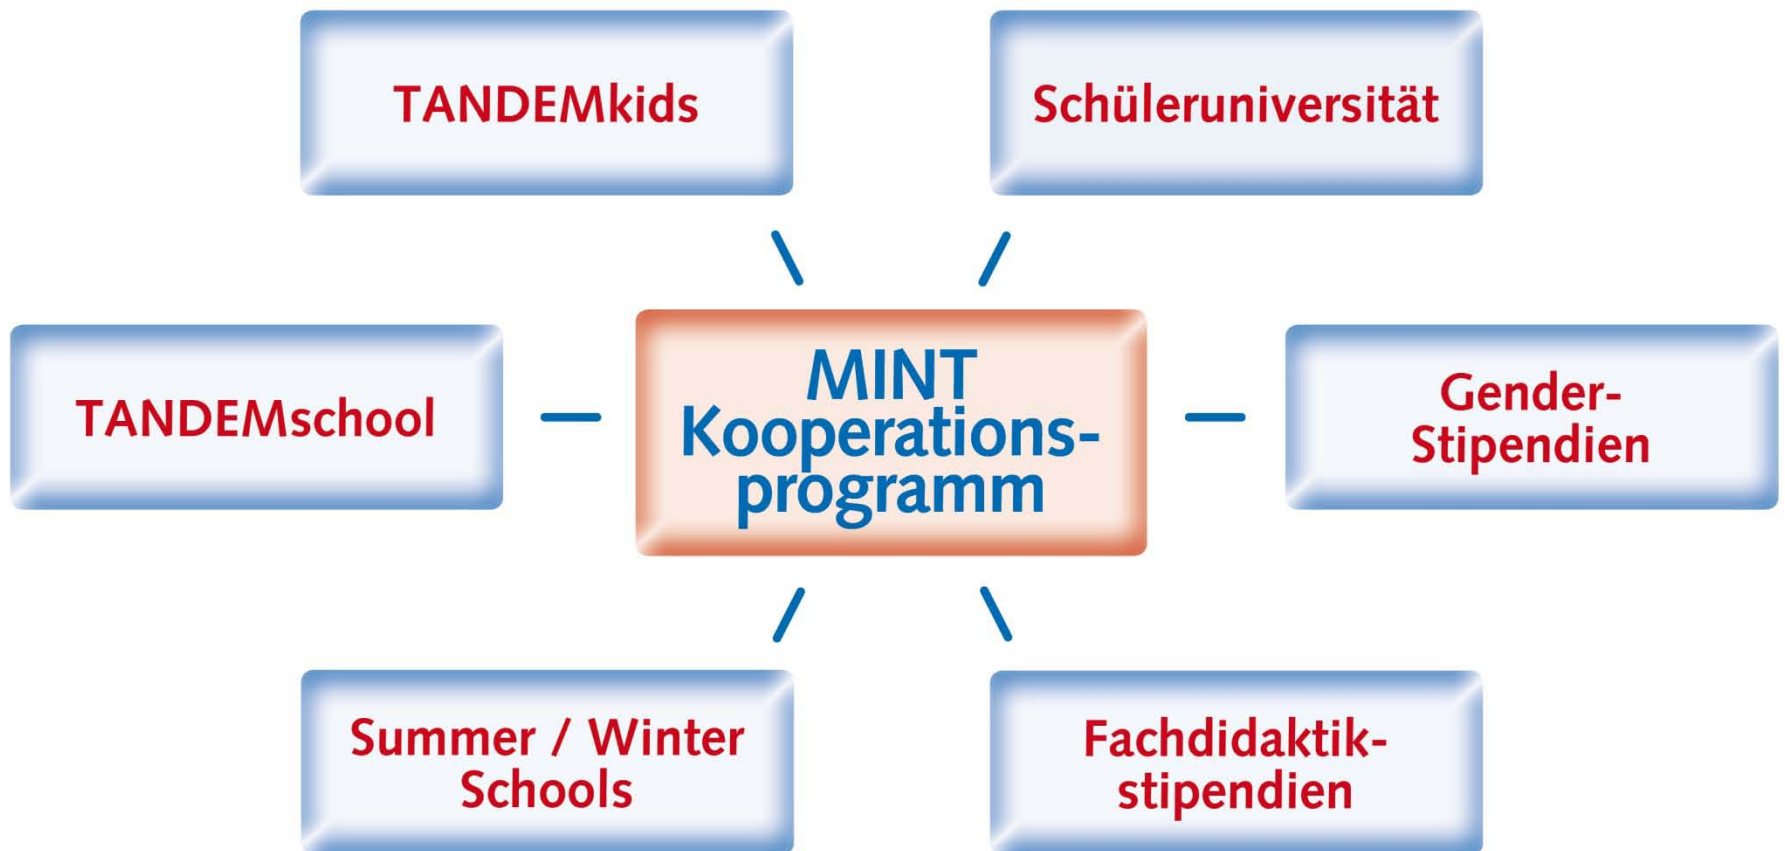 TANDEMkids
Schüleruniversität
TANDEMschool
MINT
Kooperations-
programm
Gender-
Stipendien
Summer / Winter
Schools
Fachdidaktik-
stipendien